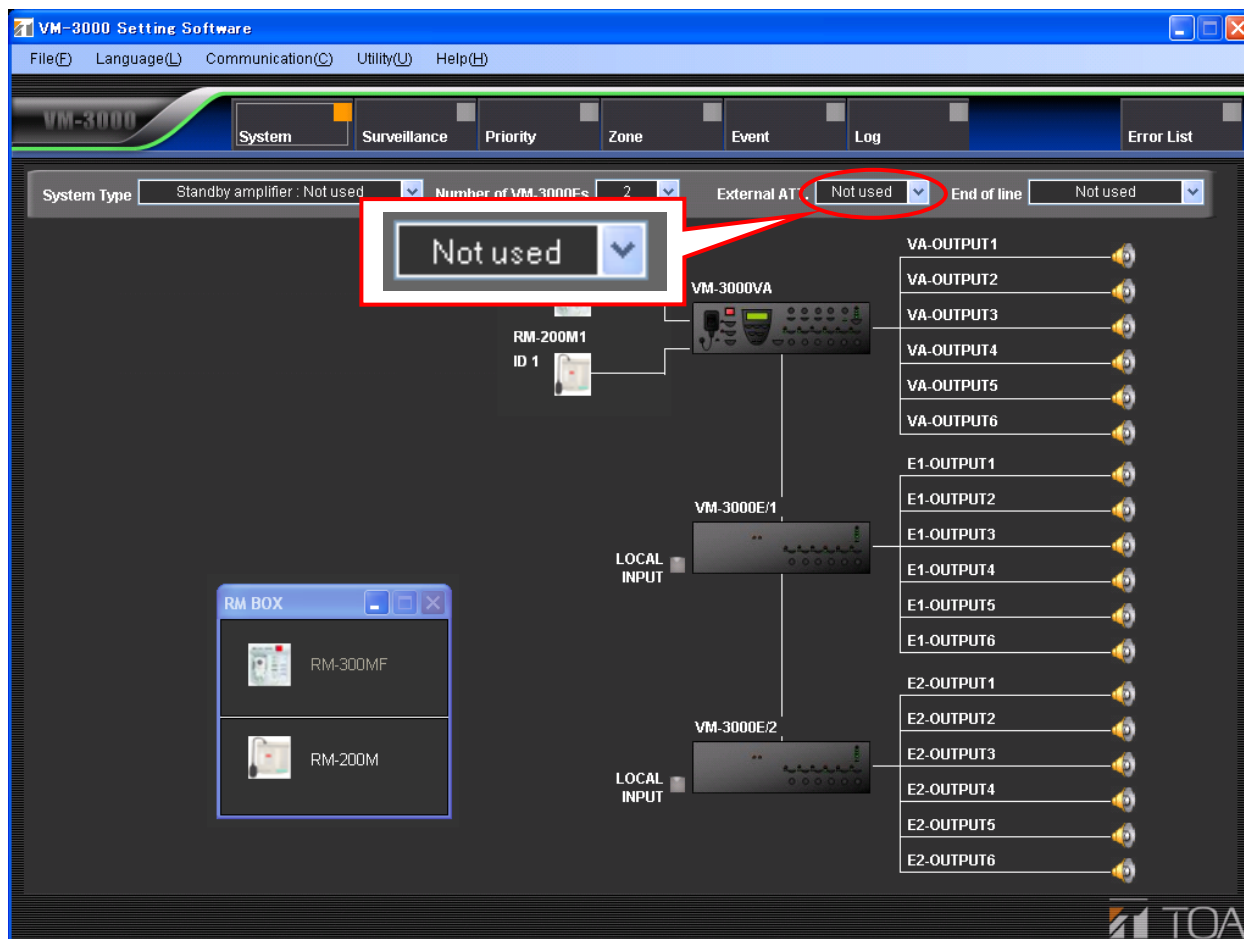 VM-3000 Setting Software
File(F) Language(L) Communication(C) Utility(U) Help(H)
VM-3000
System Surveillance Priority Zone Event Log Error List
System Type Standby amplifier : Not used Number of VM-3000Es 2 External ATT. Not used End of line Not used
Not used
VM-3000VA
RM-200M1
ID 1
VA-OUTPUT1
VA-OUTPUT2
VA-OUTPUT3
VA-OUTPUT4
VA-OUTPUT5
VA-OUTPUT6
VM-3000E/1
LOCAL
INPUT
E1-OUTPUT1
E1-OUTPUT2
E1-OUTPUT3
E1-OUTPUT4
E1-OUTPUT5
E1-OUTPUT6
RM BOX
RM-300MF
RM-200M
VM-3000E/2
LOCAL
INPUT
E2-OUTPUT1
E2-OUTPUT2
E2-OUTPUT3
E2-OUTPUT4
E2-OUTPUT5
E2-OUTPUT6
TOA